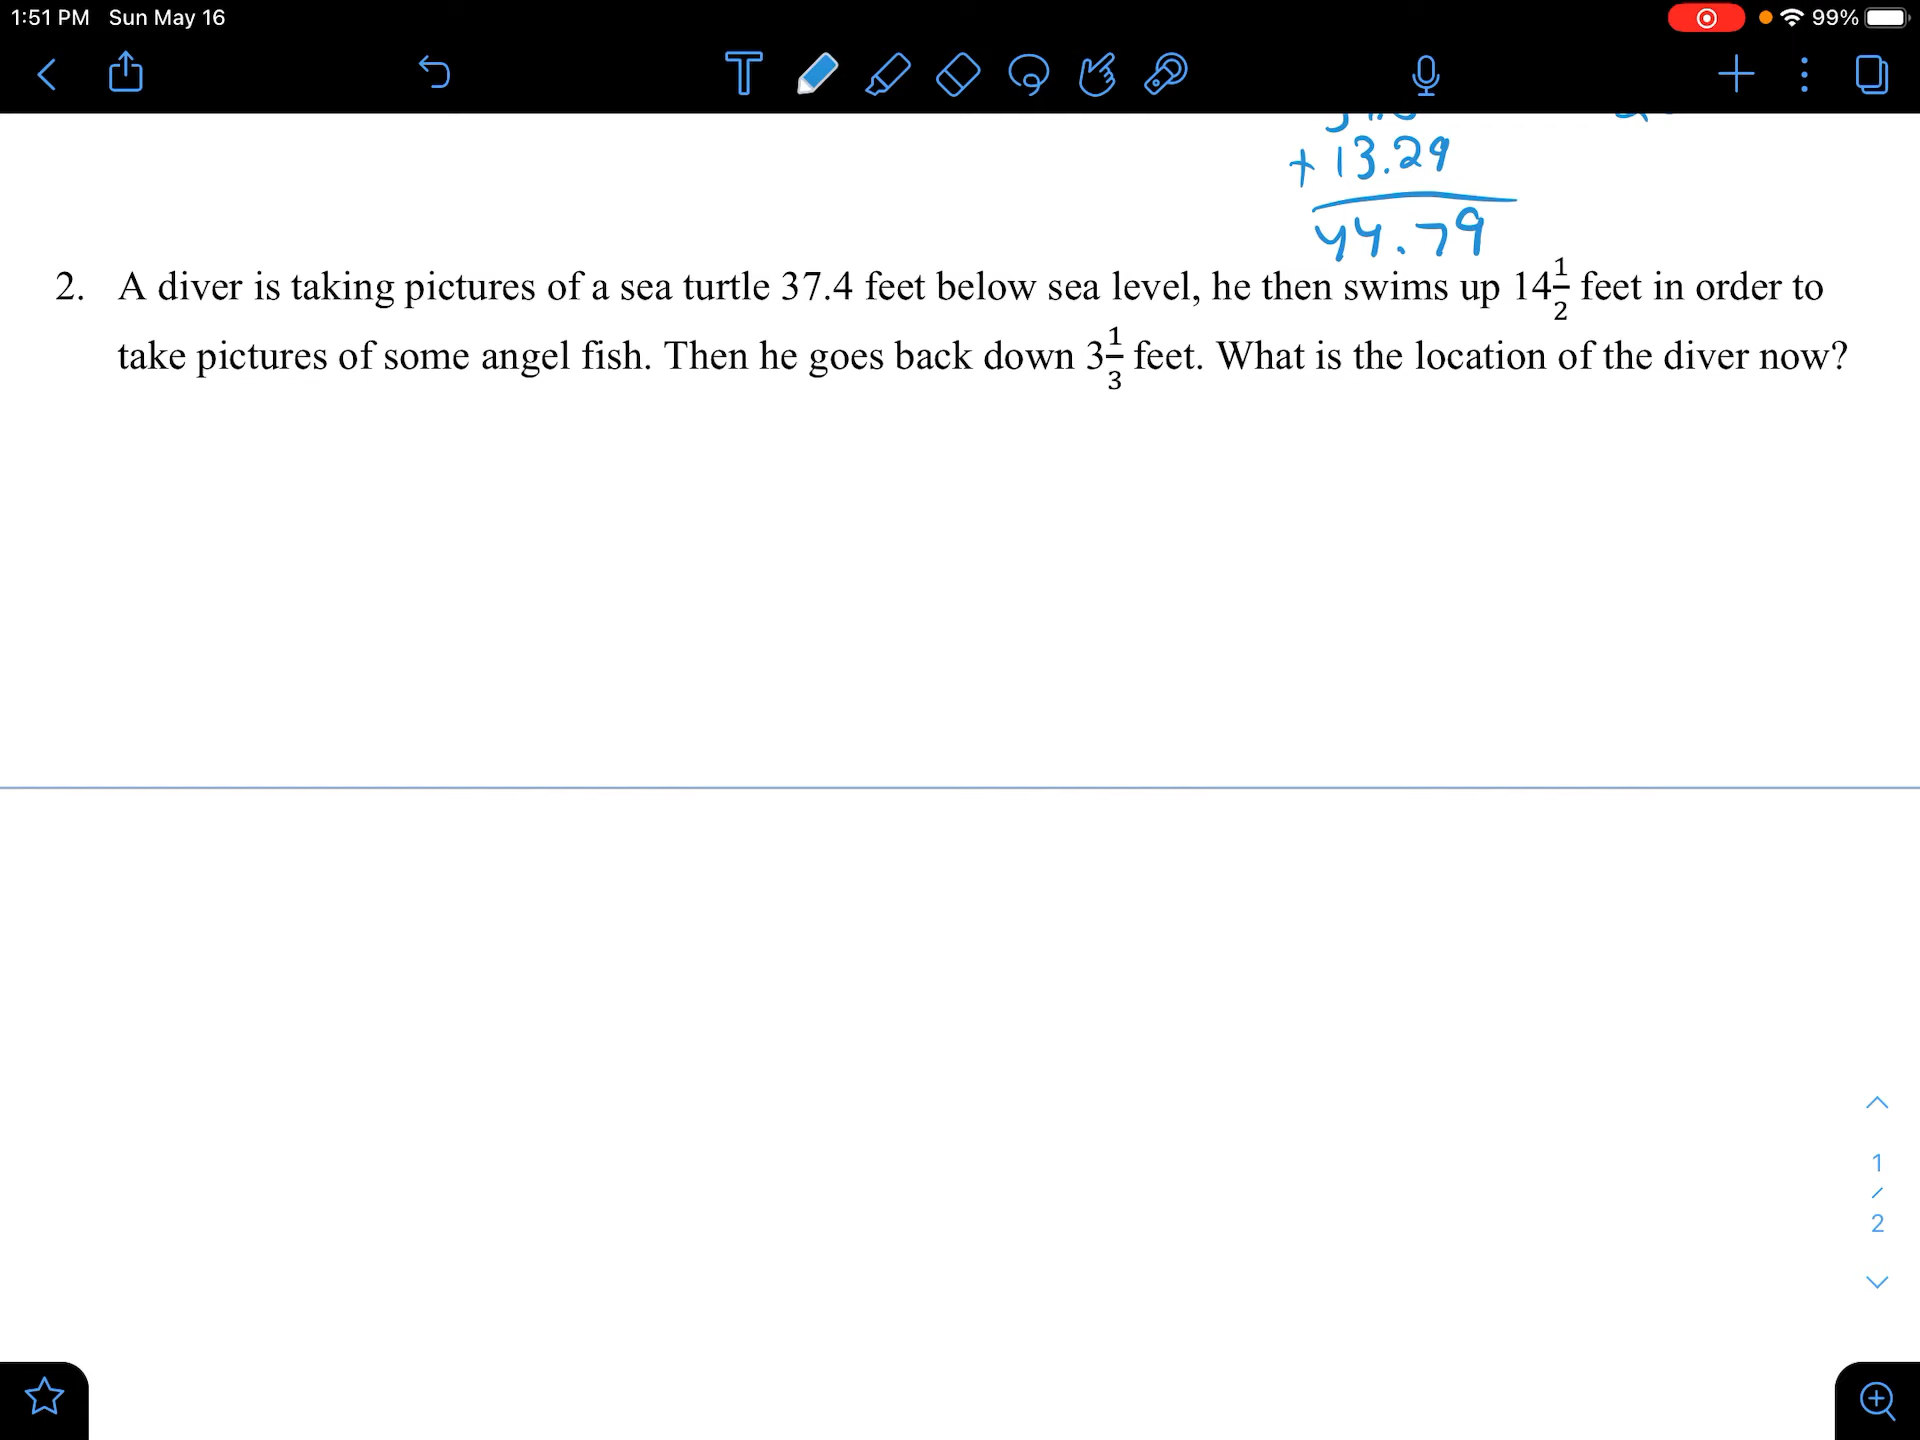 1:51 PM Sun May 16
99%
+ 13.29
44.79
2. A diver is taking pictures of a sea turtle 37.4 feet below sea level, he then swims up 14 1/2 feet in order to
take pictures of some angel fish. Then he goes back down 3 1/3 feet. What is the location of the diver now?
1
/
2